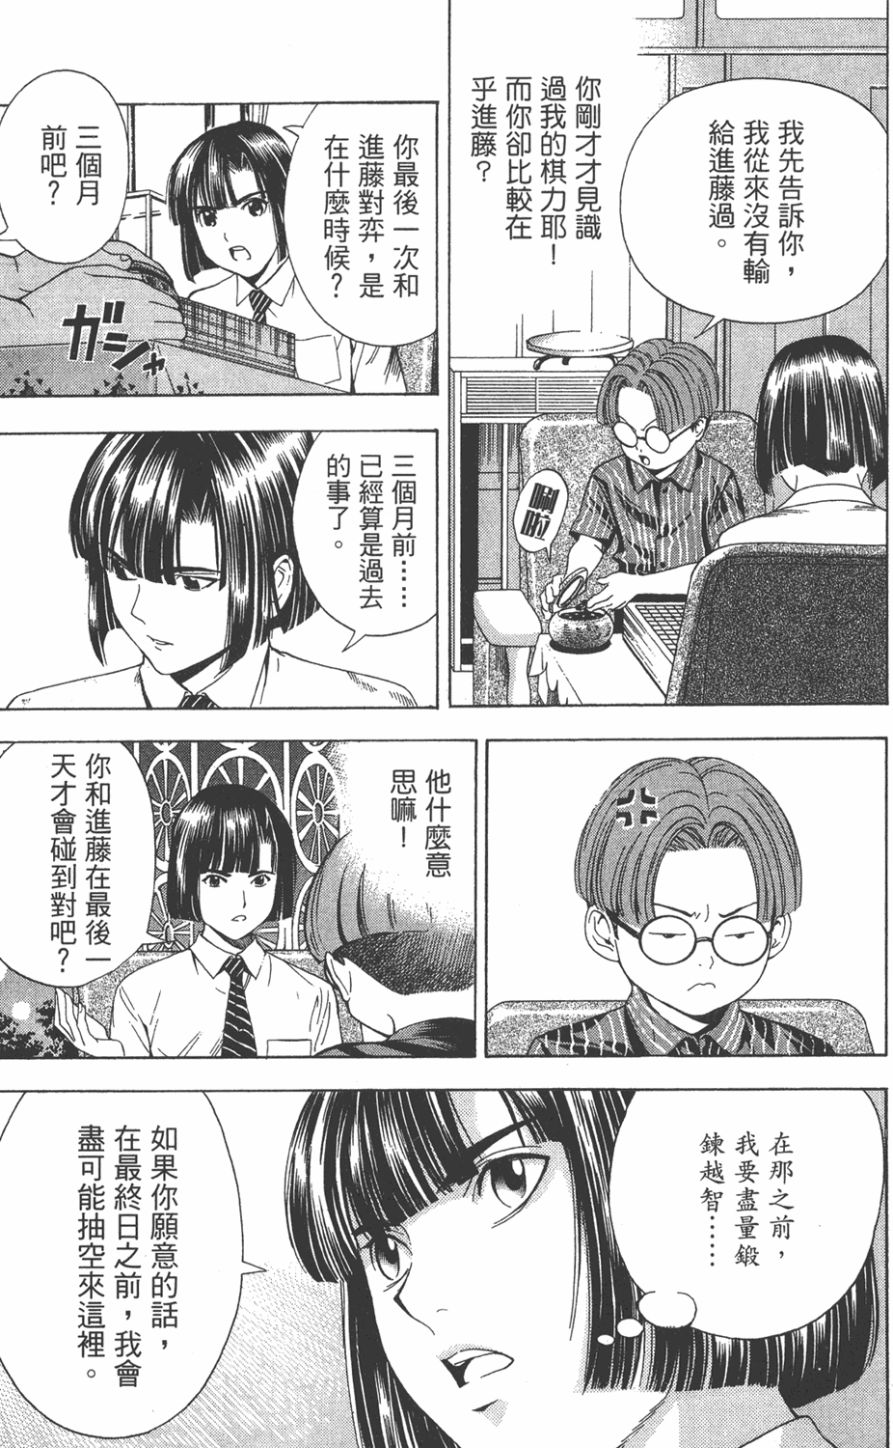 我先告訴你，
我從來沒有輸
給進藤過。
你剛才才見識
過我的棋力耶！
而你卻比較在
乎進藤？
唰啦
你最後一次和
進藤對弈，是
在什麼時候？
三個月
前吧？
ガシャ
三個月前……
已經算是過去
的事了。
他什麼意
思嘛！
你和進藤在最後一
天才會碰到對吧？
在那之前，
我要盡量鍛
鍊越智……
如果你願意的話，
在最終日之前，我會
盡可能抽空來這裡。